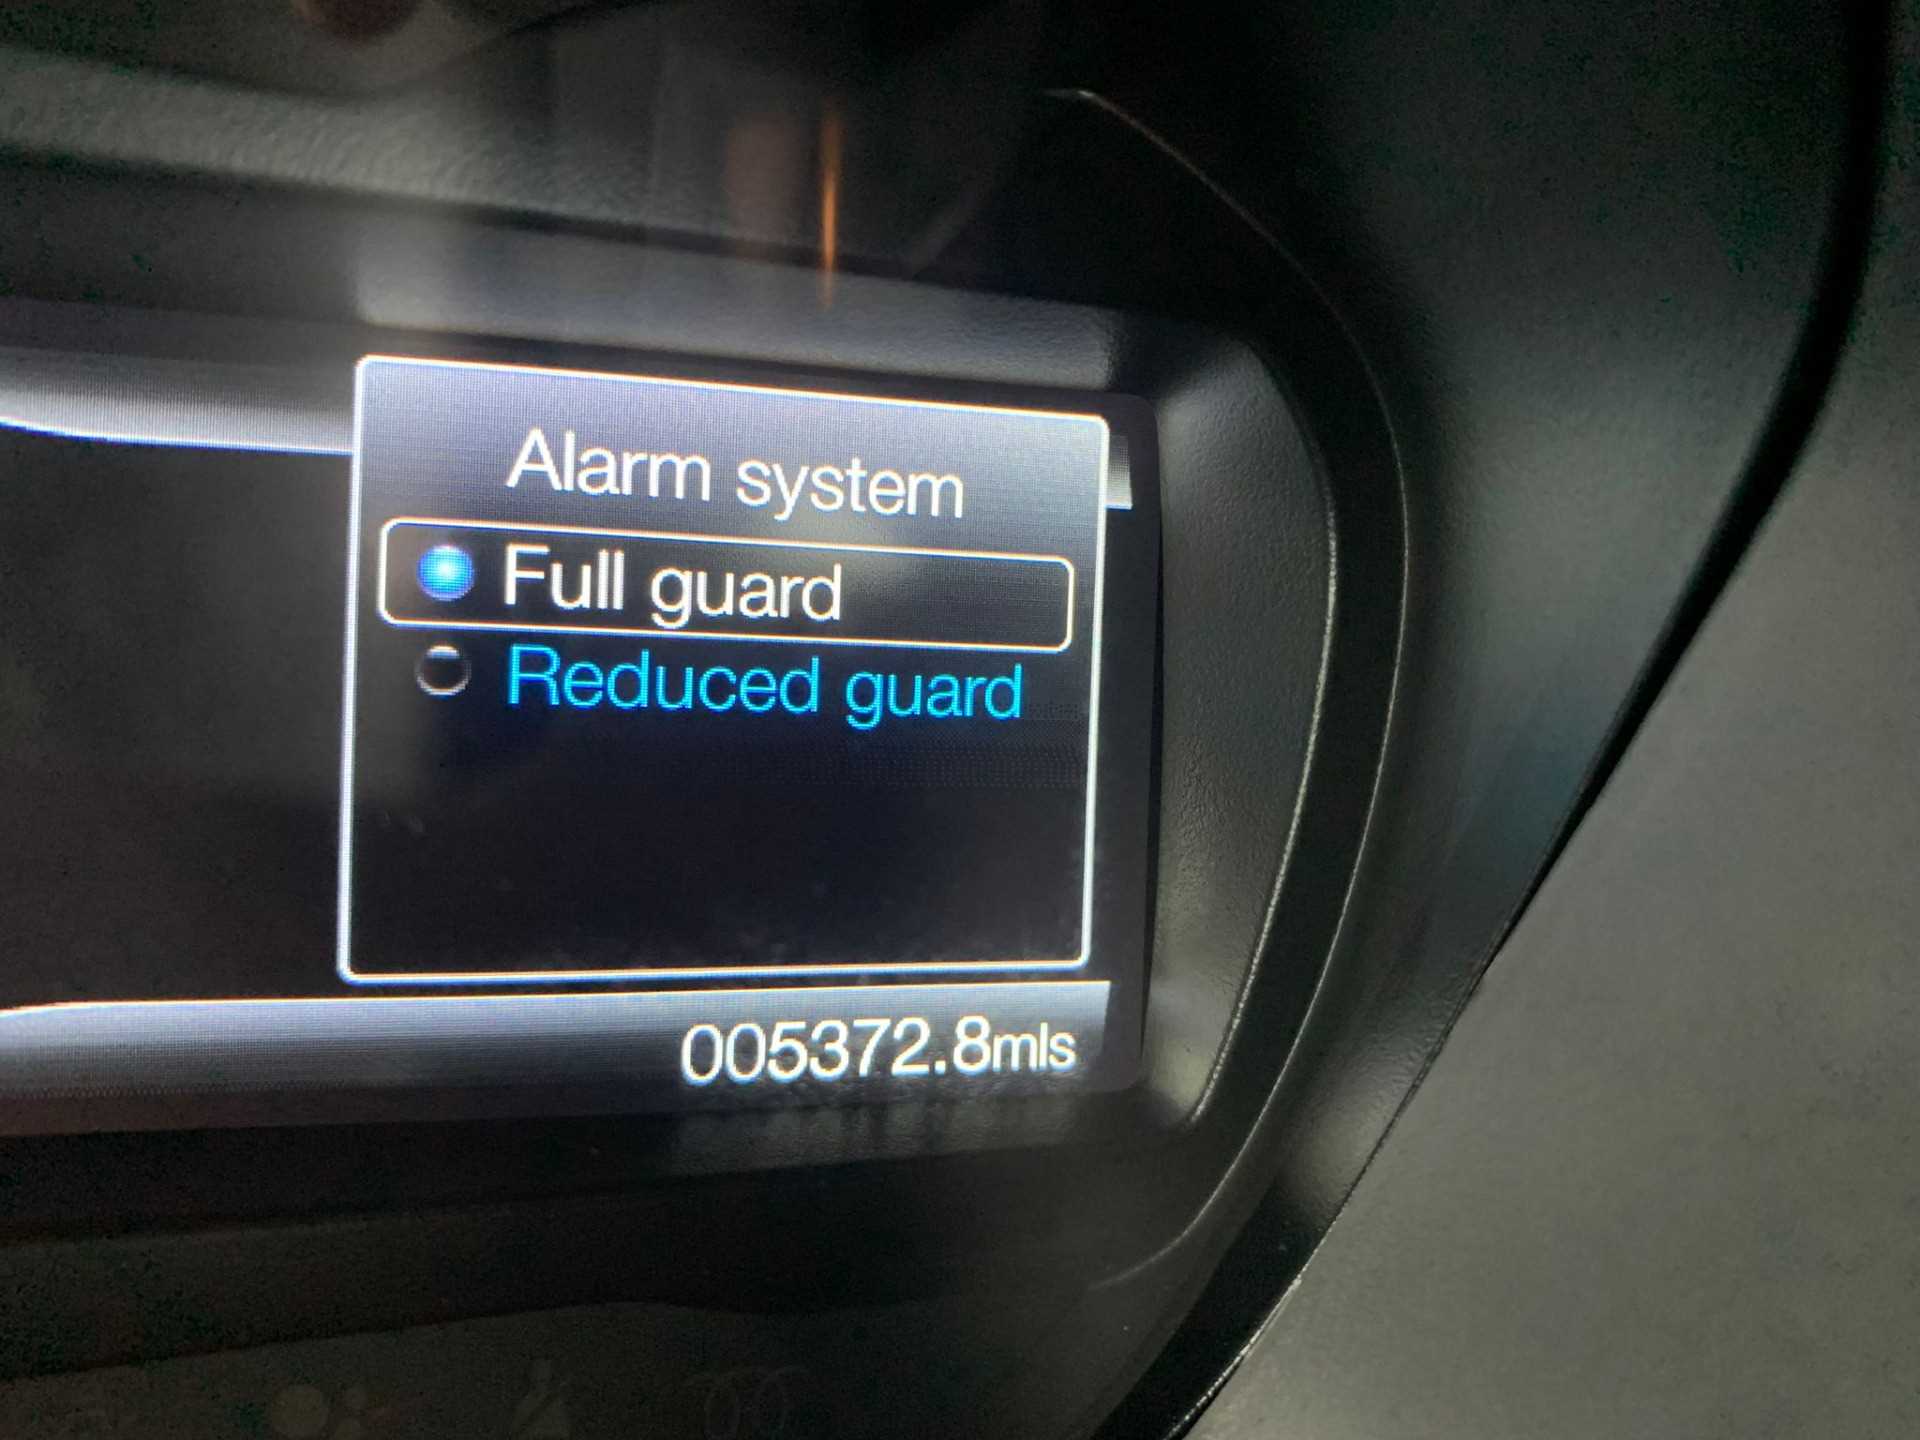 Alarm system
Full guard
Reduced guard
005372.8mls